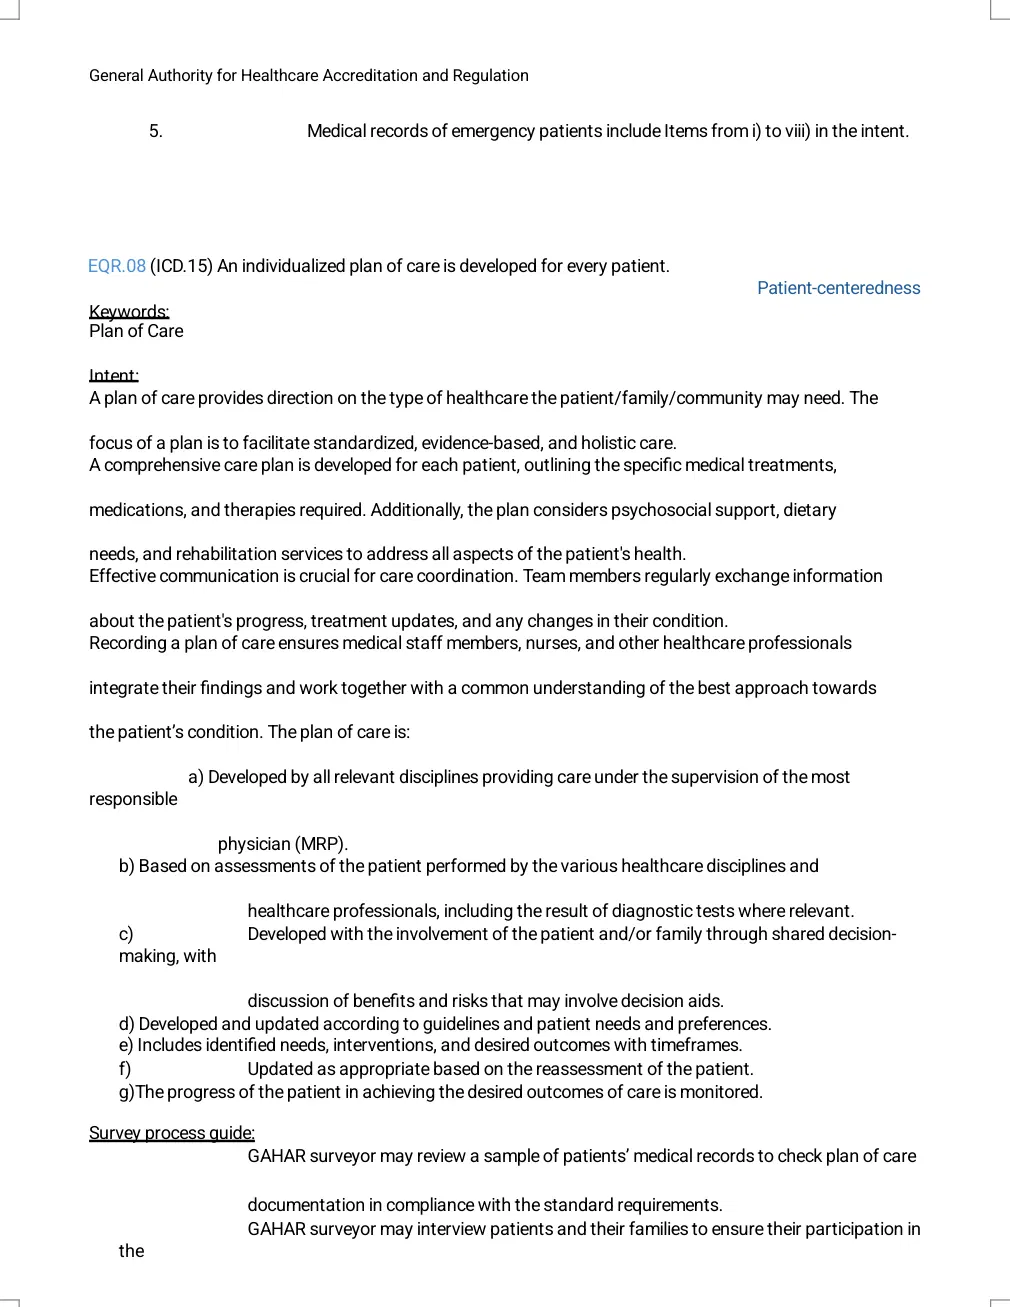 General Authority for Healthcare Accreditation and Regulation
5. Medical records of emergency patients include Items from i) to viii) in the intent.
EQR.08 (ICD.15) An individualized plan of care is developed for every patient.
Patient-centeredness
Keywords:
Plan of Care
Intent:
A plan of care provides direction on the type of healthcare the patient/family/community may need. The
focus of a plan is to facilitate standardized, evidence-based, and holistic care.
A comprehensive care plan is developed for each patient, outlining the specific medical treatments,
medications, and therapies required. Additionally, the plan considers psychosocial support, dietary
needs, and rehabilitation services to address all aspects of the patient's health.
Effective communication is crucial for care coordination. Team members regularly exchange information
about the patient's progress, treatment updates, and any changes in their condition.
Recording a plan of care ensures medical staff members, nurses, and other healthcare professionals
integrate their findings and work together with a common understanding of the best approach towards
the patient’s condition. The plan of care is:
a) Developed by all relevant disciplines providing care under the supervision of the most
responsible
physician (MRP).
b) Based on assessments of the patient performed by the various healthcare disciplines and
healthcare professionals, including the result of diagnostic tests where relevant.
c) Developed with the involvement of the patient and/or family through shared decision-
making, with
discussion of benefits and risks that may involve decision aids.
d) Developed and updated according to guidelines and patient needs and preferences.
e) Includes identified needs, interventions, and desired outcomes with timeframes.
f) Updated as appropriate based on the reassessment of the patient.
g)The progress of the patient in achieving the desired outcomes of care is monitored.
Survey process guide:
GAHAR surveyor may review a sample of patients’ medical records to check plan of care
documentation in compliance with the standard requirements.
GAHAR surveyor may interview patients and their families to ensure their participation in
the